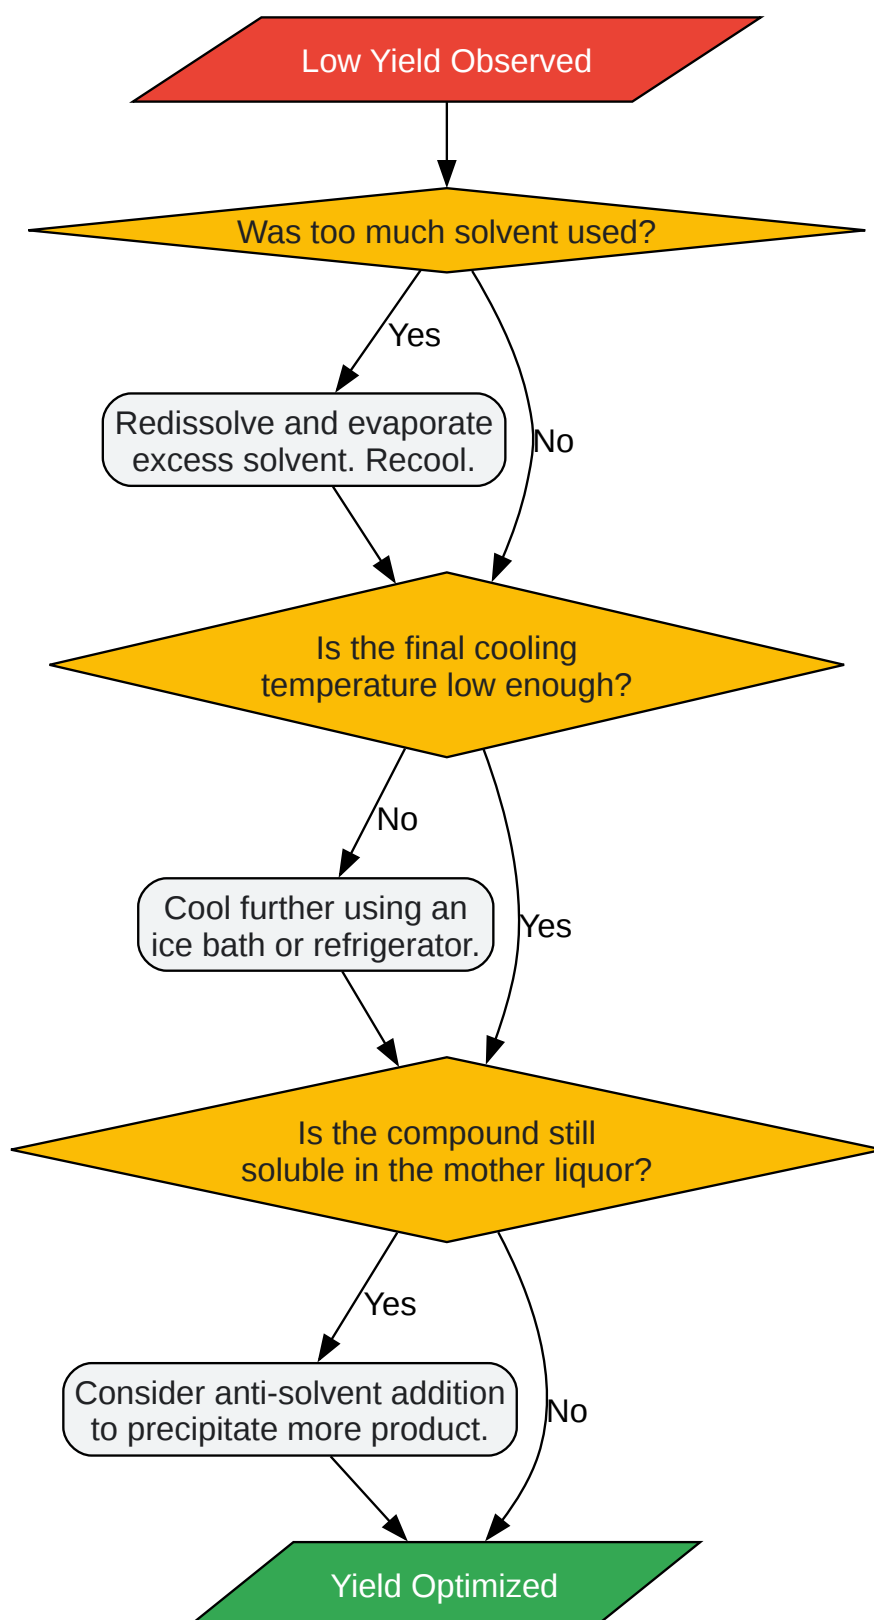 Low Yield Observed
Was too much solvent used?
Yes
Redissolve and evaporate
excess solvent. Recool.
No
Is the final cooling
temperature low enough?
No
Cool further using an
ice bath or refrigerator.
Yes
Is the compound still
soluble in the mother liquor?
Yes
Consider anti-solvent addition
to precipitate more product.
No
Yield Optimized